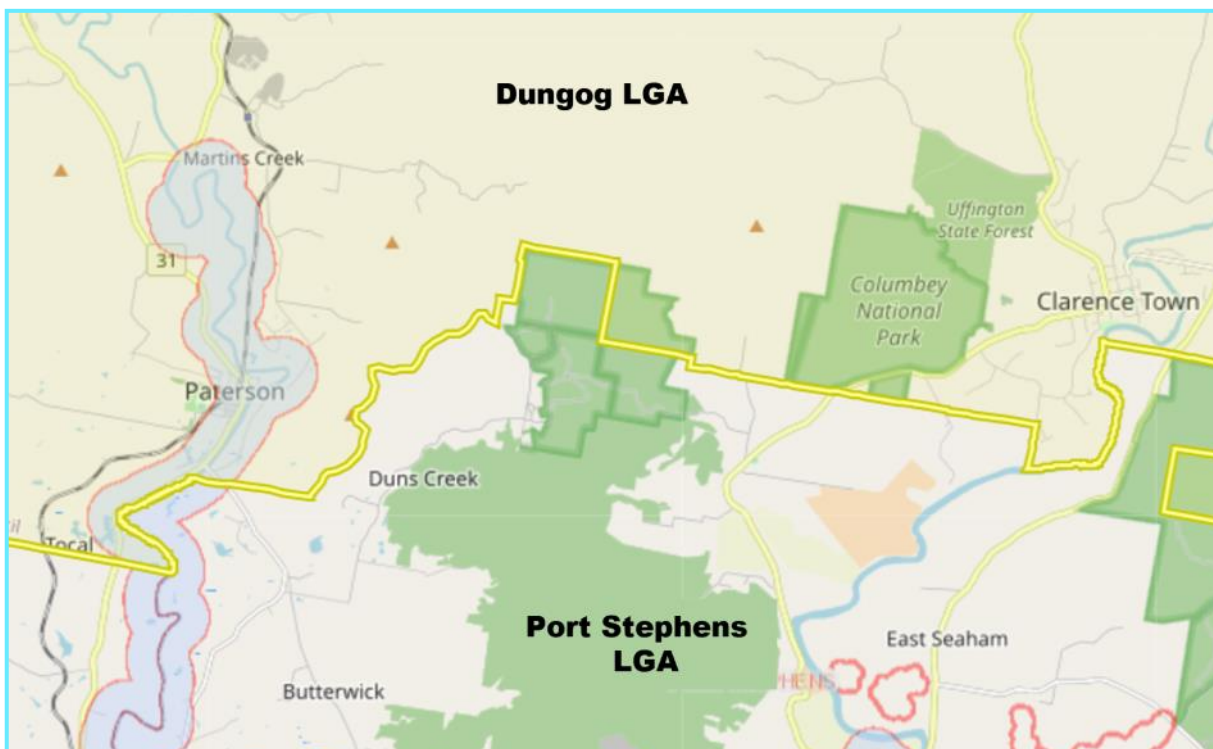 Dungog LGA
Martins Creek
Uffington
State Forest
31
Columbey
National
Park
Clarence Town
Paterson
Duns Creek
Tocal
Port Stephens
LGA
East Seaham
Butterwick
PHENS